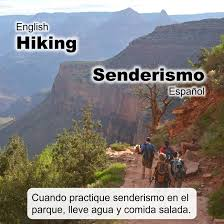 English
Hiking
Senderismo
Español
Cuando practique senderismo en el
parque, lleve agua y comida salada.